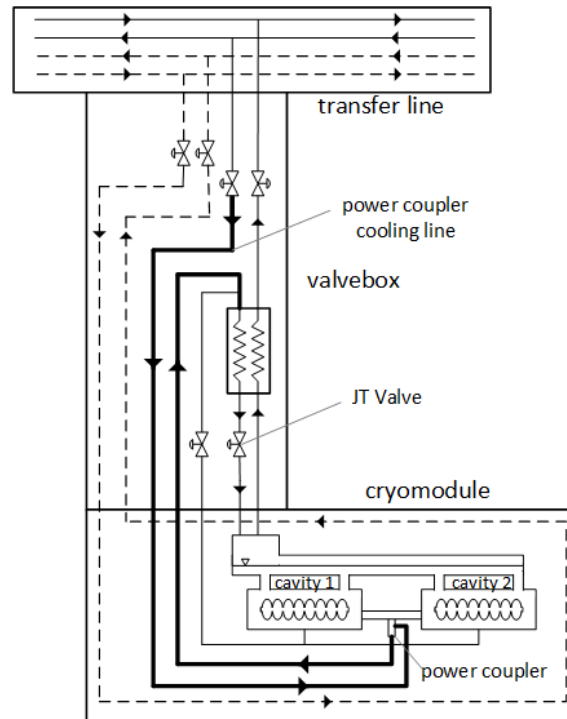 transfer line
power coupler
cooling line
valvebox
JT Valve
cryomodule
cavity 1
cavity 2
power coupler